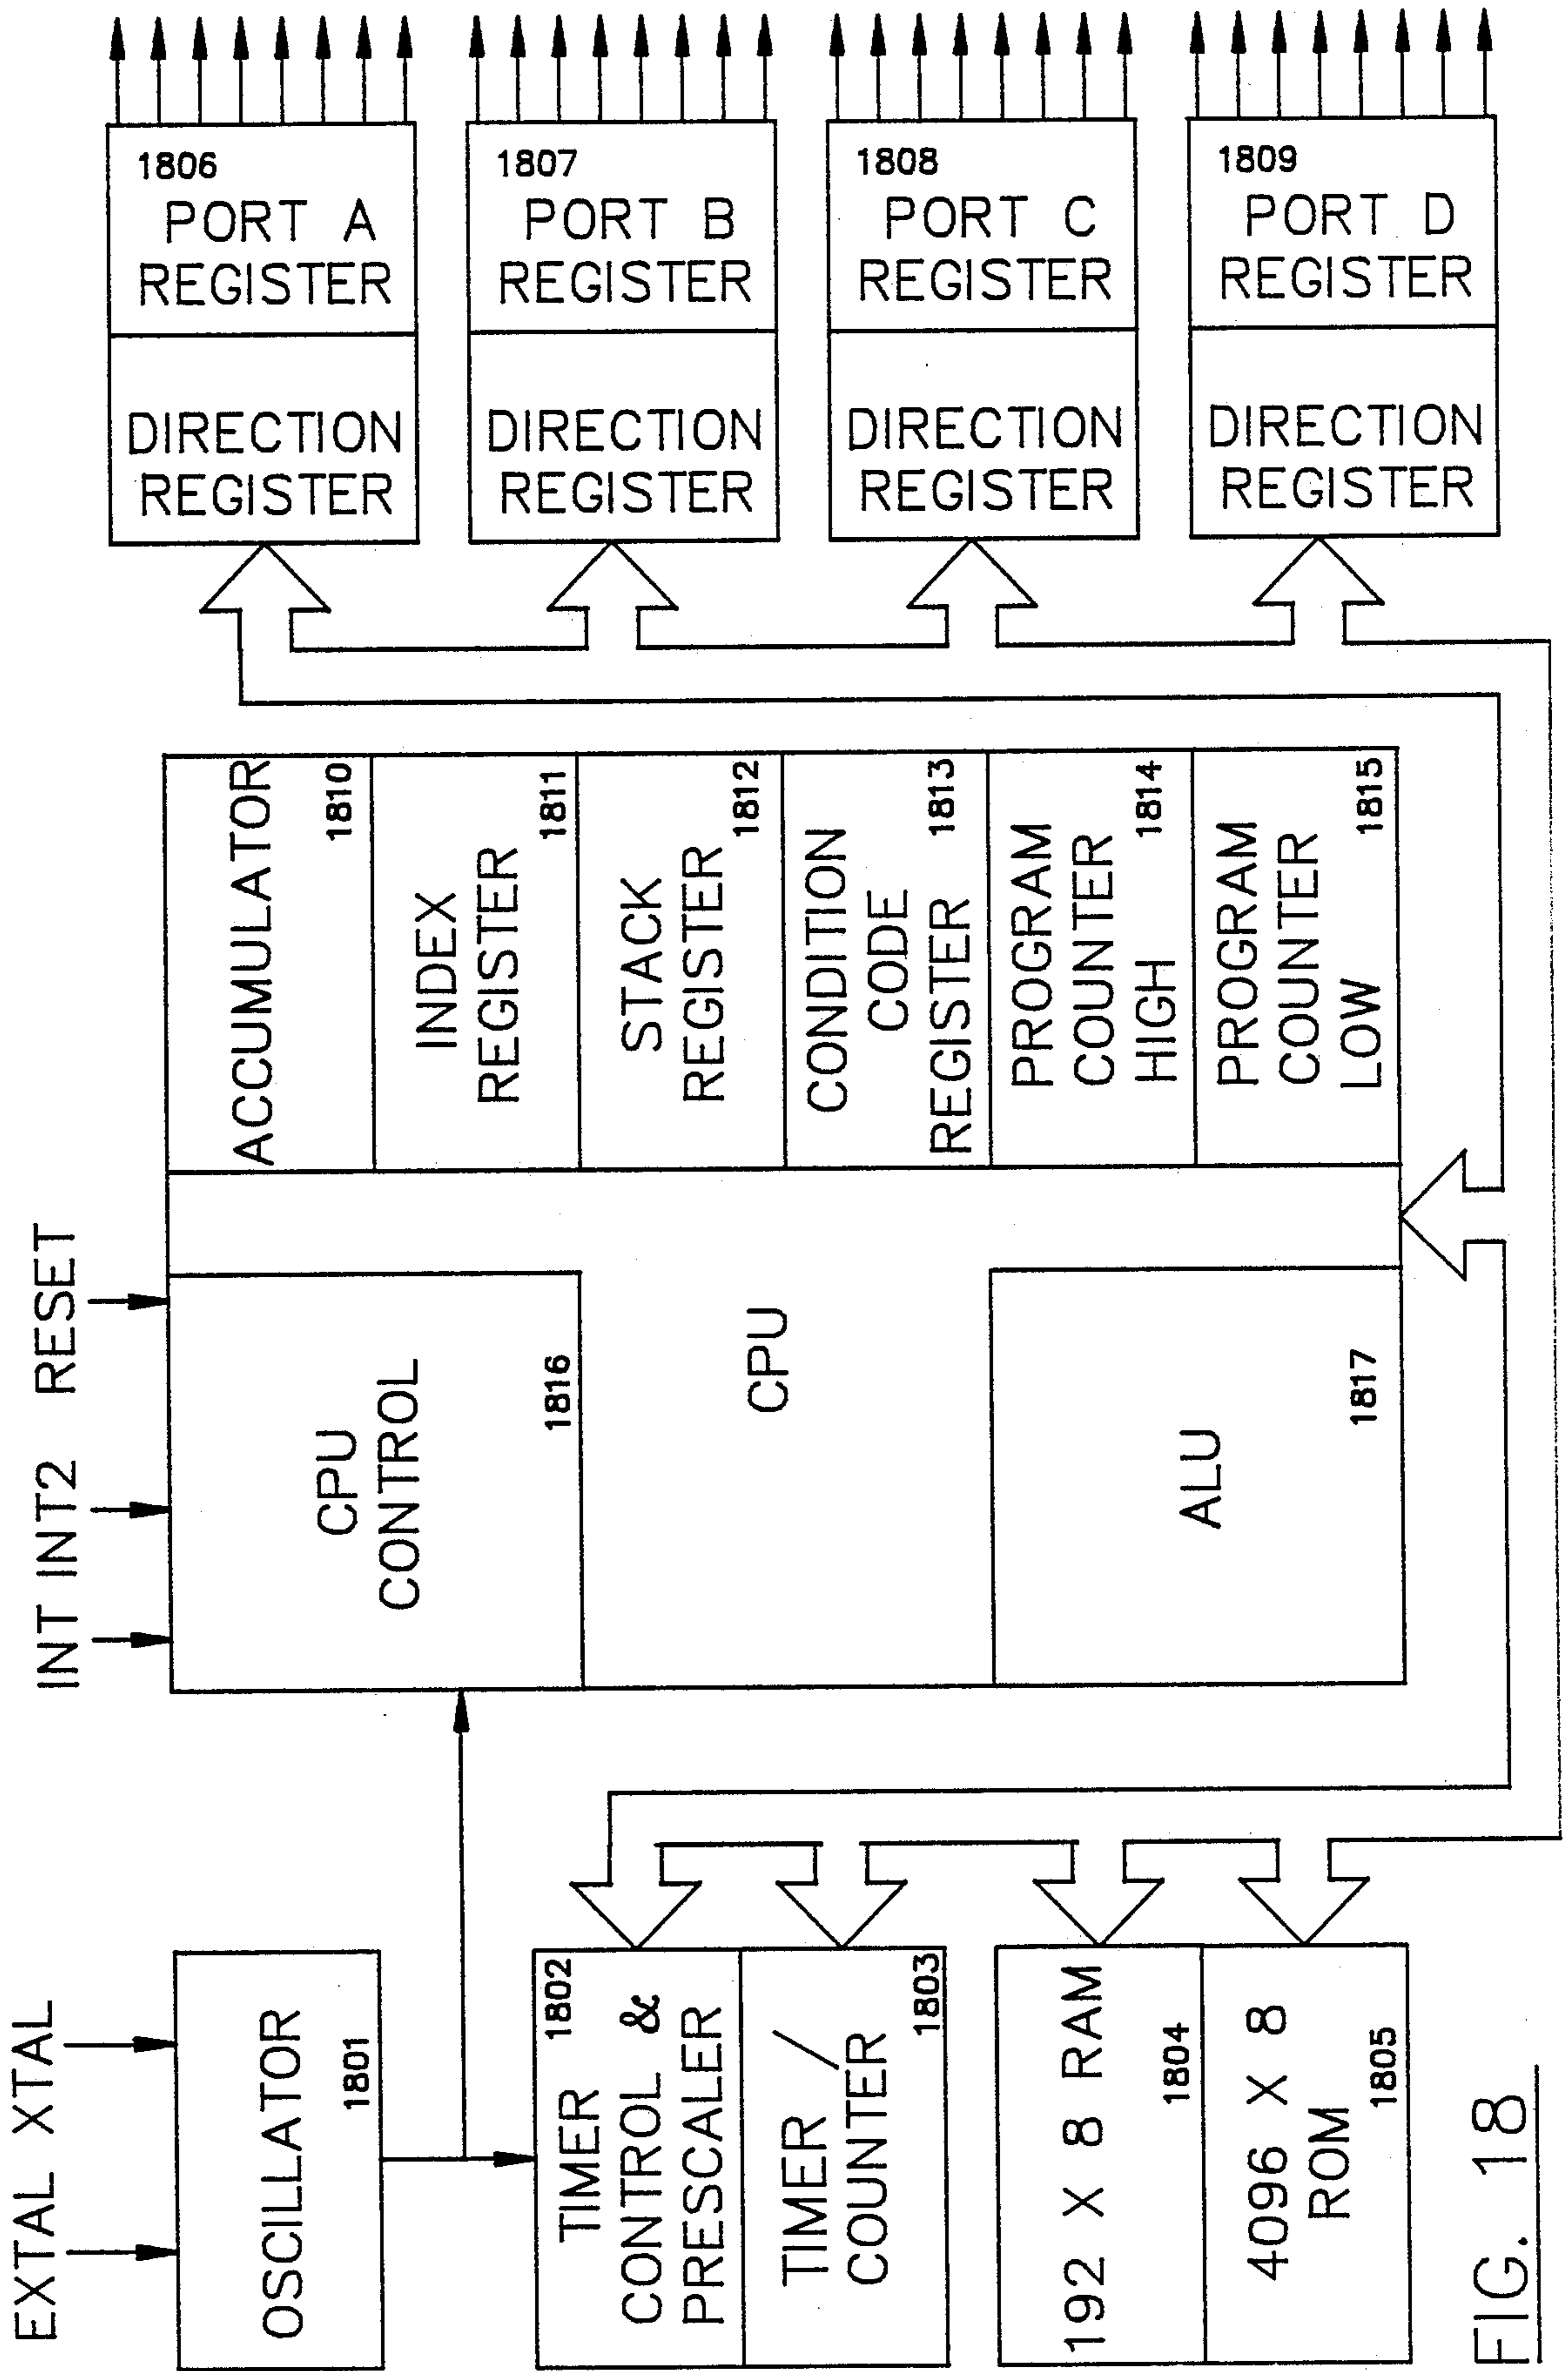 EXTAL XTAL
OSCILLATOR
1801
TIMER
1802
CONTROL &
PRESCALER
TIMER /
COUNTER
1803
192 X 8 RAM
1804
4096 X 8
ROM
1805
INT INT2 RESET
CPU
CONTROL
1816
CPU
ALU
1817
ACCUMULATOR
1810
INDEX
REGISTER
1811
STACK
REGISTER
1812
CONDITION
CODE
REGISTER
1813
PROGRAM
COUNTER
HIGH
1814
PROGRAM
COUNTER
LOW
1815
DIRECTION
REGISTER
1806
PORT A
REGISTER
DIRECTION
REGISTER
1807
PORT B
REGISTER
DIRECTION
REGISTER
1808
PORT C
REGISTER
DIRECTION
REGISTER
1809
PORT D
REGISTER
FIG. 18